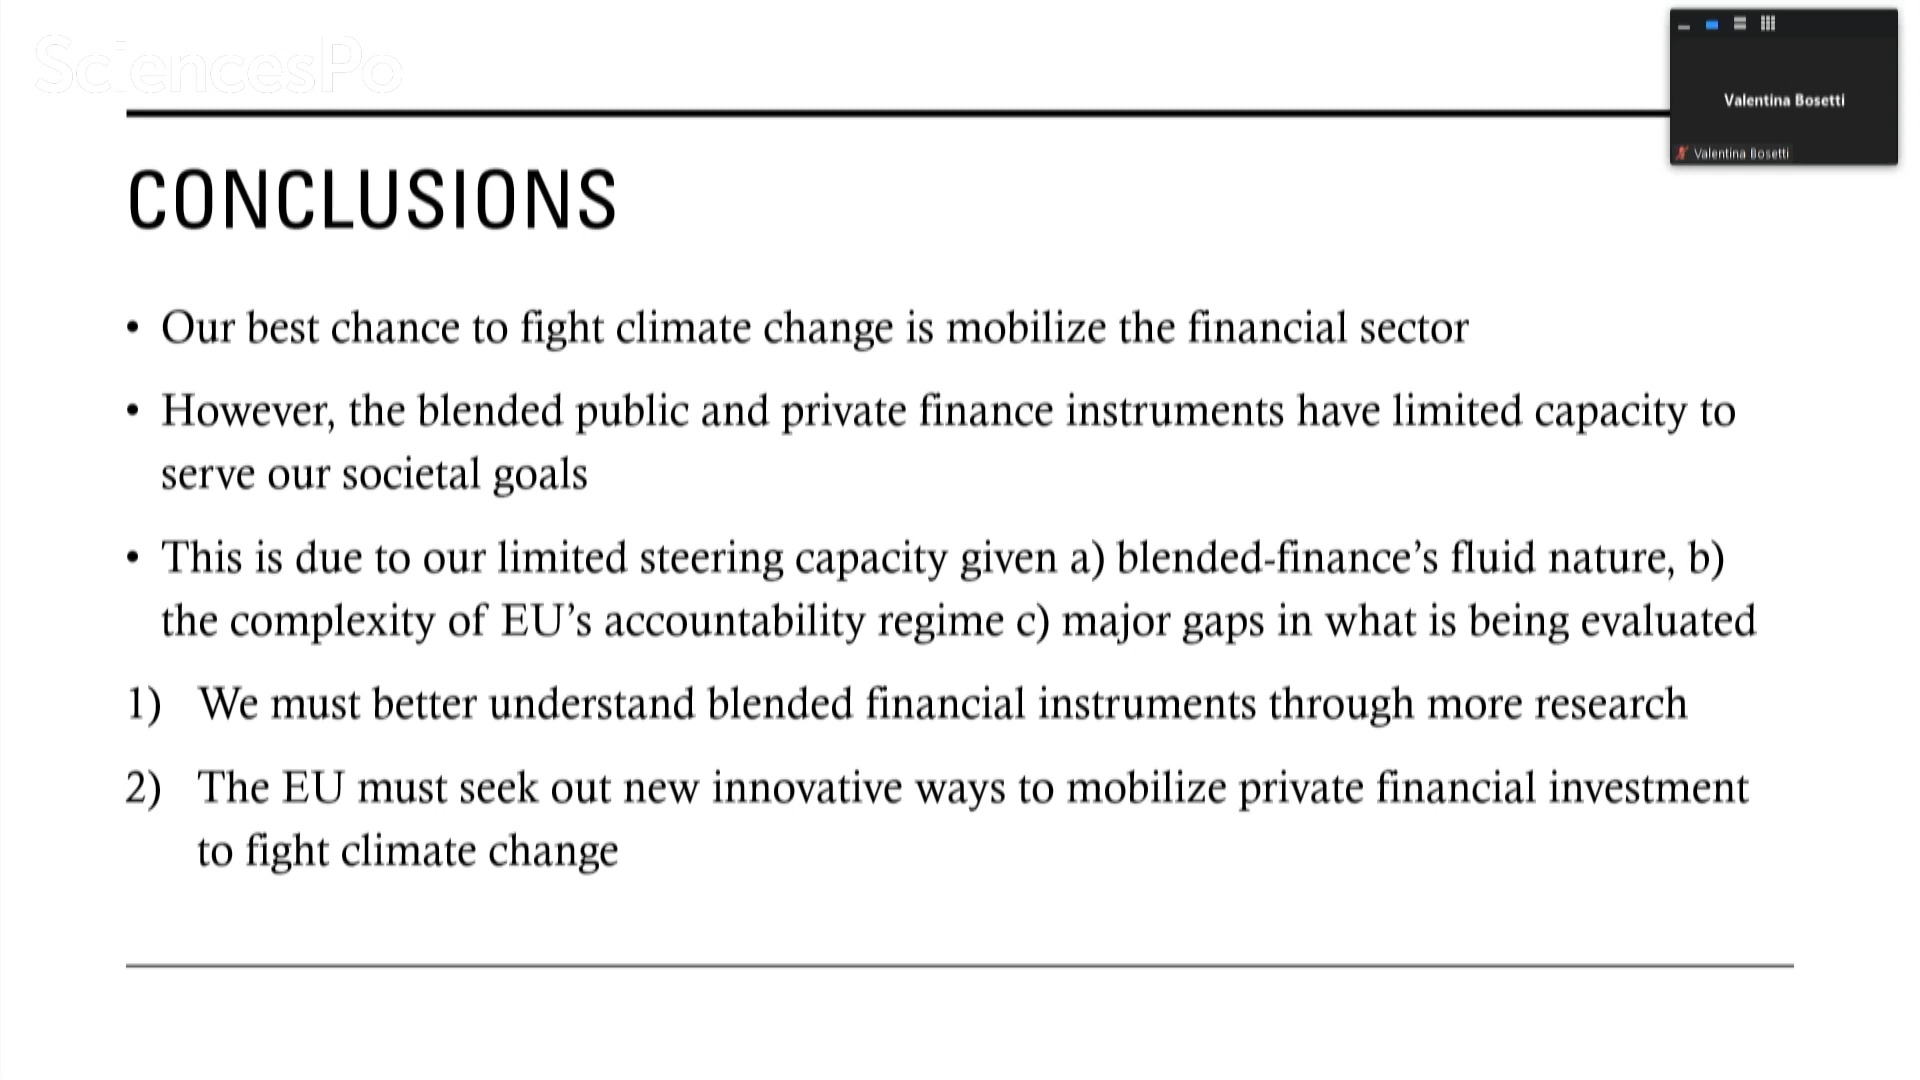 SciencesPo
Valentina Bosetti
Valentina Bosetti
CONCLUSIONS
• Our best chance to fight climate change is mobilize the financial sector
• However, the blended public and private finance instruments have limited capacity to
serve our societal goals
• This is due to our limited steering capacity given a) blended-finance’s fluid nature, b)
the complexity of EU’s accountability regime c) major gaps in what is being evaluated
1) We must better understand blended financial instruments through more research
2) The EU must seek out new innovative ways to mobilize private financial investment
to fight climate change